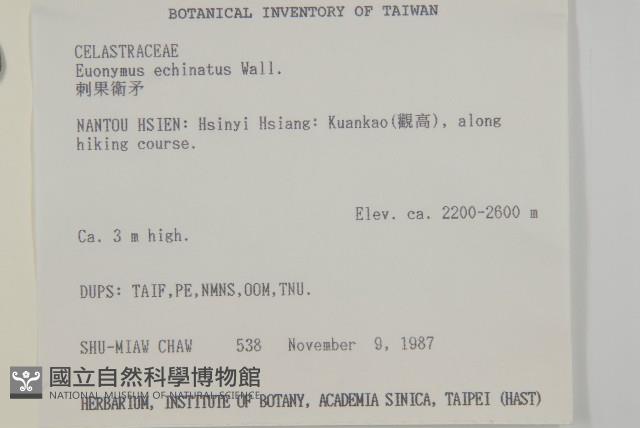 BOTANICAL INVENTORY OF TAIWAN
CELASTRACEAE
Euonymus echinatus Wall.
刺果衛矛
NANTOU HSIEN: Hsinyi Hsiang: Kuankao(觀高), along
hiking course.
Elev. ca. 2200-2600 m
Ca. 3 m high.
DUPS: TAIF,PE,NMNS,OOM,TNU.
SHU-MIAW CHAW 538 November 9, 1987
國立自然科學博物館
NATIONAL MUSEUM OF NATURAL SCIENCE
HERBARIUM, INSTITUTE OF BOTANY, ACADEMIA SINICA, TAIPEI (HAST)